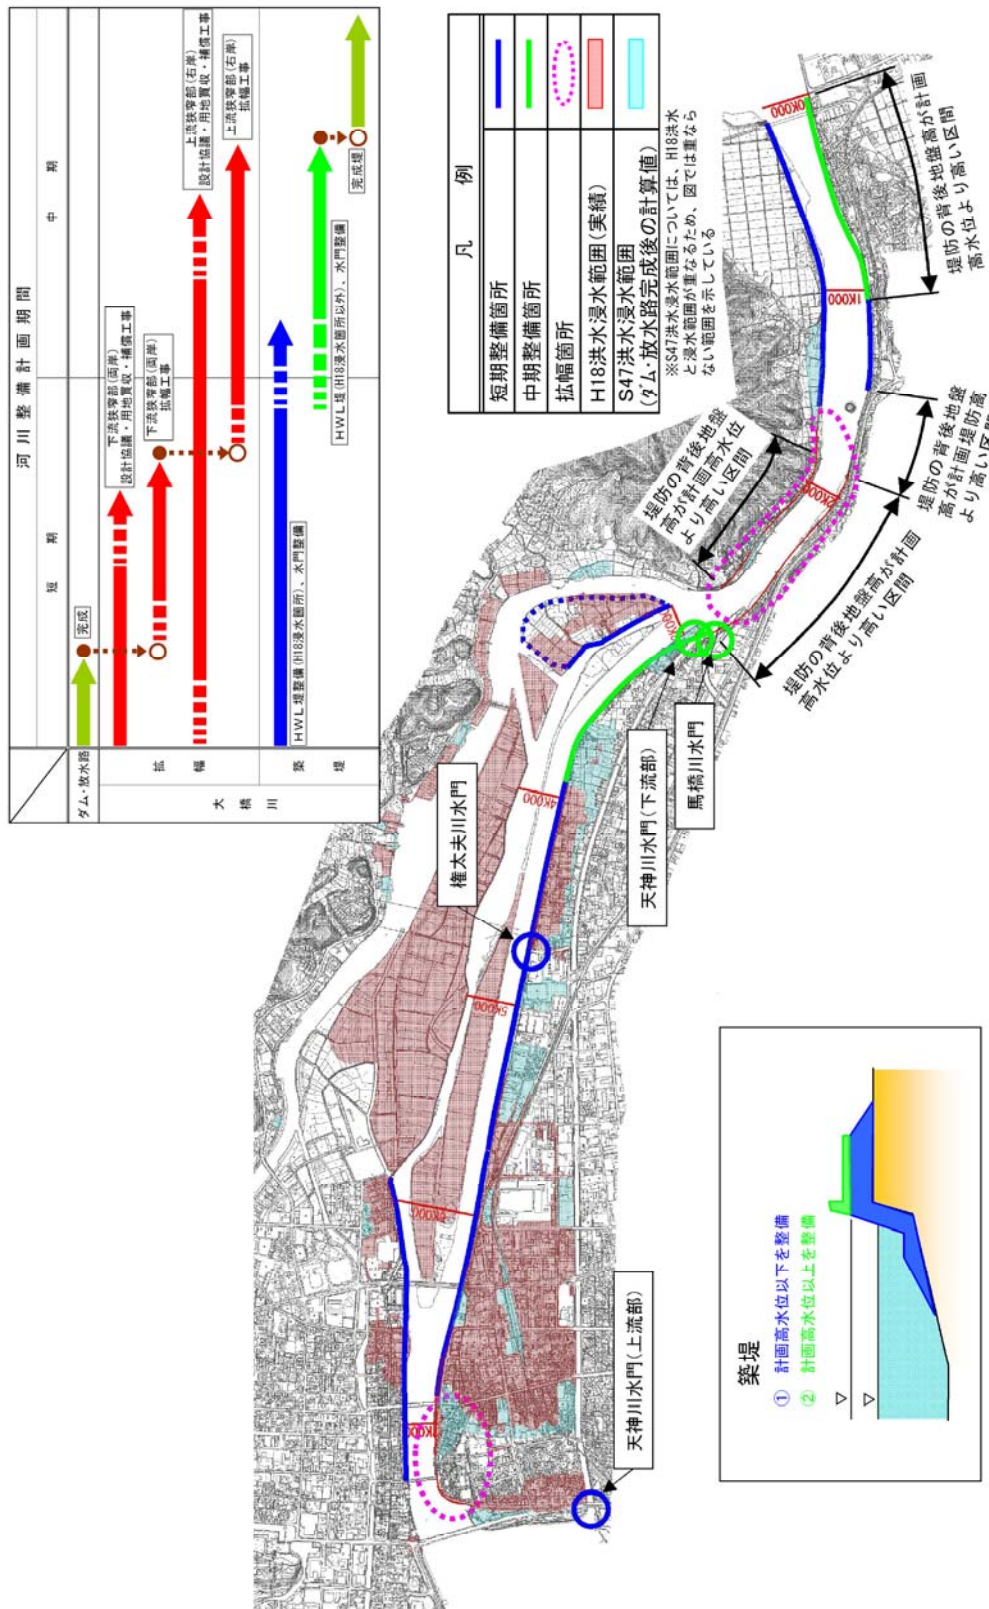 河川整備計画期間
短期
中期
ダム・放水路
大橋川
拡幅
築堤
完成
下流狭窄部(両岸)
設計協議・用地買収・補償工事
下流狭窄部(両岸)
拡幅工事
上流狭窄部(右岸)
設計協議・用地買収・補償工事
上流狭窄部(右岸)
拡幅工事
HWL堤整備(H18浸水箇所)、水門整備
HWL堤(H18浸水箇所以外)、水門整備
完成堤
凡例
短期整備箇所
中期整備箇所
拡幅箇所
H18洪水浸水範囲(実績)
S47洪水浸水範囲
(ダム・放水路完成後の計算値)
※S47洪水浸水範囲については、H18洪水
と浸水範囲が重なるため、図では重なら
ない範囲を示している
天神川水門(上流部)
権太夫川水門
天神川水門(下流部)
馬橋川水門
堤防の背後地盤
高が計画高水位
より高い区間
堤防の背後地盤高が計画
高水位より高い区間
堤防の背後地盤
高が計画堤防高
より高い区間
堤防の背後地盤高が計画
高水位より高い区間
5K000
4K000
2K000
1K000
0K000
築堤
① 計画高水位以下を整備
② 計画高水位以上を整備